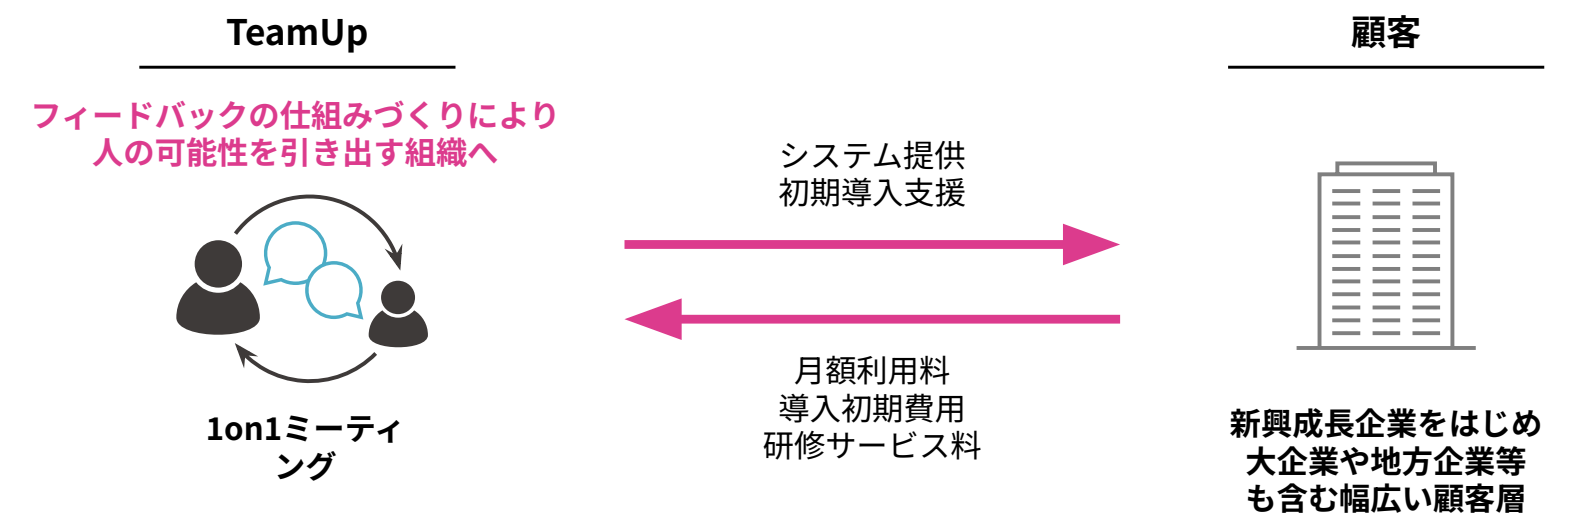 TeamUp
フィードバックの仕組みづくりにより
人の可能性を引き出す組織へ
1on1ミーティ
ング
システム提供
初期導入支援
月額利用料
導入初期費用
研修サービス料
顧客
新興成長企業をはじめ
大企業や地方企業等
も含む幅広い顧客層